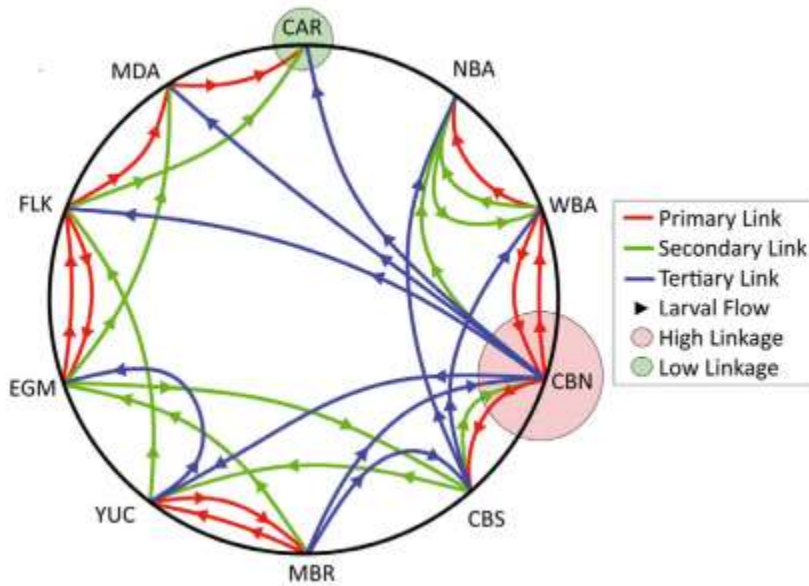 CAR
MDA
NBA
FLK
WBA
Primary Link
Secondary Link
Tertiary Link
Larval Flow
High Linkage
Low Linkage
CBN
EGM
YUC
CBS
MBR